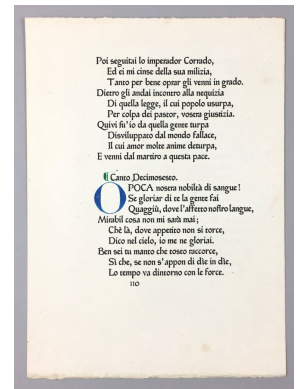 Poi seguitai lo imperador Corrado,
Ed ei mi cinse della sua milizia,
Tanto per bene oprar gli venni in grado.
Dietro gli andai incontro alla nequizia
Di quella legge, il cui popolo usurpa,
Per colpa dei pastor, vostra giustizia.
Quivi fu' io da quella gente turpa
Disviluppato dal mondo fallace,
Il cui amor molte anime deturpa,
E venni dal martiro a questa pace.
¶ Canto Decimosesto.
O POCA nostra nobiltà di sangue!
Se gloriar di te la gente fai
Quaggiù, dove l'affetto nostro langue,
Mirabil cosa non mi sarà mai;
Chè là, dove appetito non si torce,
Dico nel cielo, io me ne gloriai.
Ben sei tu manto che tosto raccorce,
Sì che, se non s'appon di dìe in dìe,
Lo tempo va dintorno con le force.
110